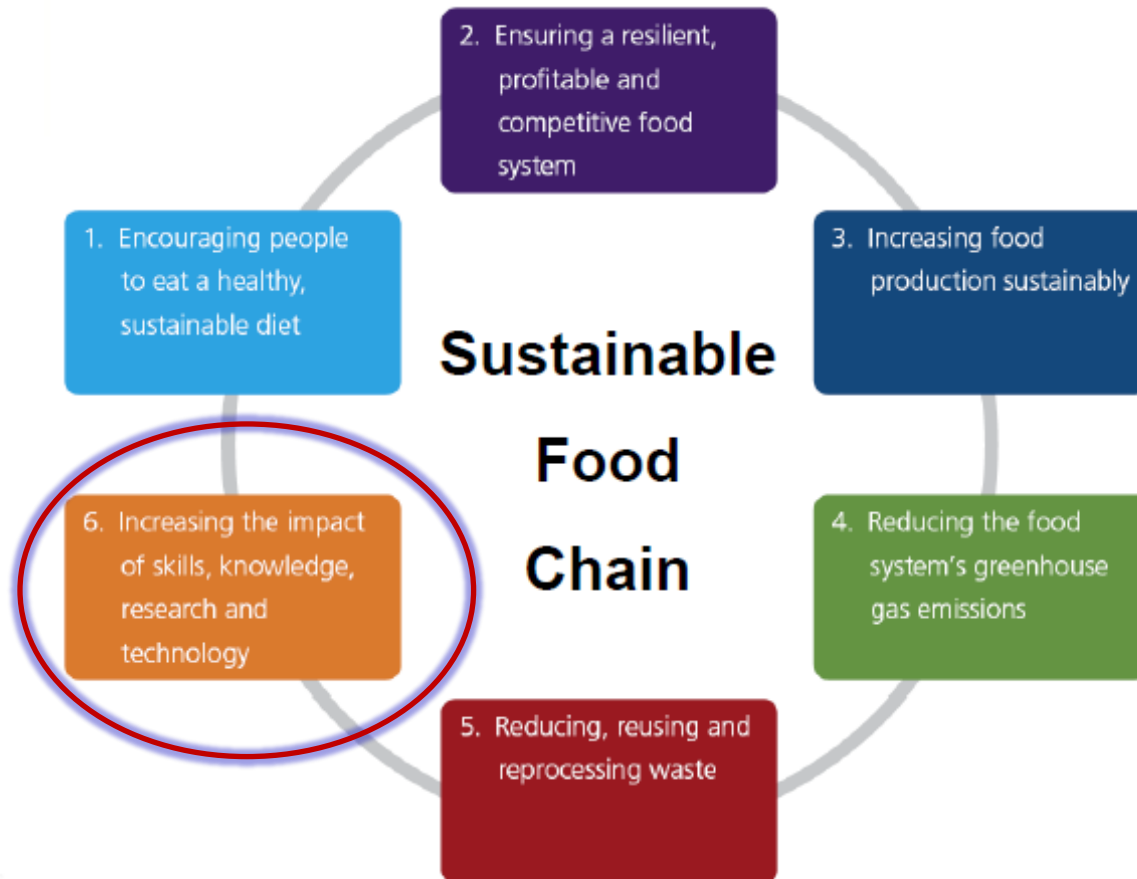 2. Ensuring a resilient,
profitable and
competitive food
system
1. Encouraging people
to eat a healthy,
sustainable diet
3. Increasing food
production sustainably
Sustainable
Food
Chain
6. Increasing the impact
of skills, knowledge,
research and
technology
4. Reducing the food
system’s greenhouse
gas emissions
5. Reducing, reusing and
reprocessing waste